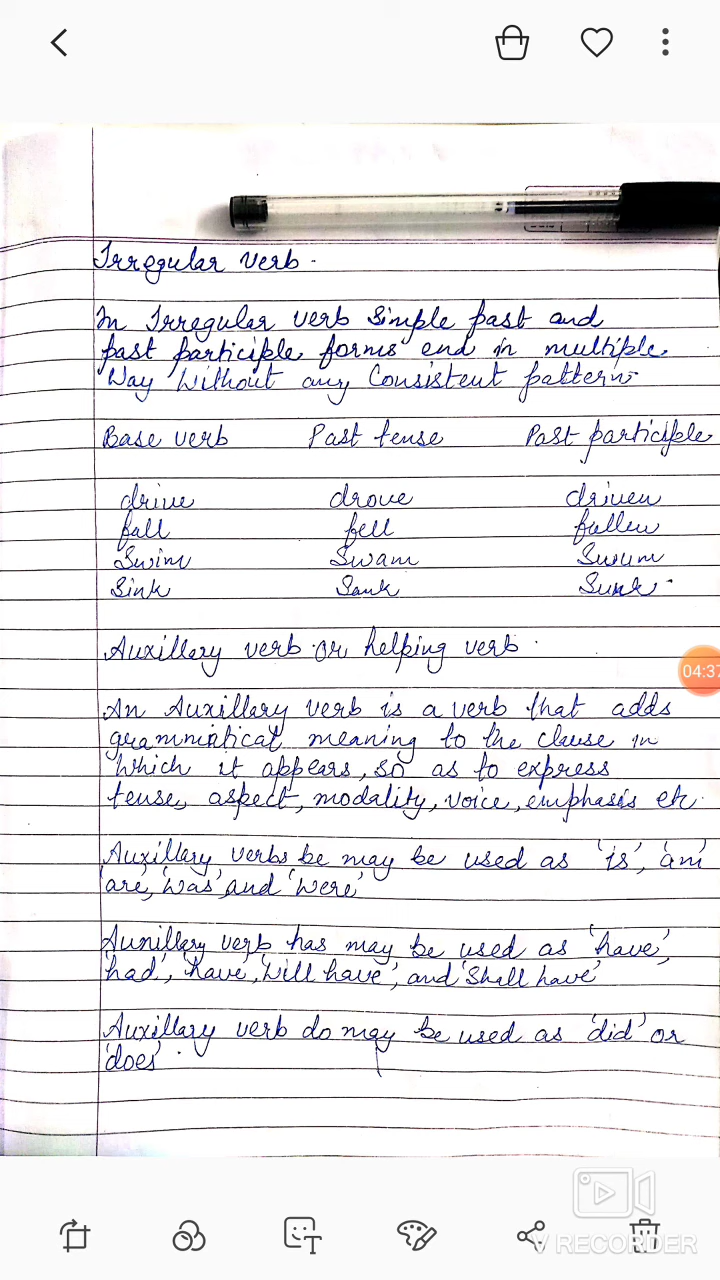 Irregular verb.
In Irregular verb Simple past and
past participle forms end in multiple
Way Without any Consistent pattern
Base verb Past tense Past participle
drive drove driven
fall fell fallen
Swim Swam Swum
Sink Sank Sunk.
Auxillary verb or helping verb.
04:37
An Auxillary verb is a verb that adds
grammatical meaning to the clause in
Which it appears, so as to express
tense, aspect, modality, voice, emphasis etc.
Auxillary verbs be may be used as 'is', 'am'
'are', 'was' and 'were'
Auxillary verb has may be used as 'have',
'had', 'have', 'Will have', and 'Shall have'
Auxillary verb do may be used as 'did' or
'does'.
T
V RECORDER